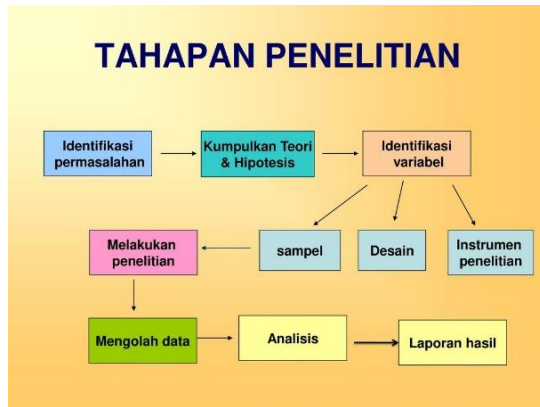 TAHAPAN PENELITIAN
Identifikasi
permasalahan
Kumpulkan Teori
& Hipotesis
Identifikasi
variabel
Melakukan
penelitian
sampel
Desain
Instrumen
penelitian
Mengolah data
Analisis
Laporan hasil